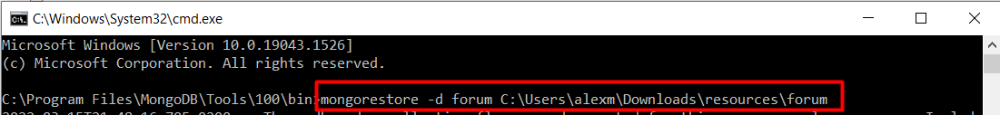 C:\Windows\System32\cmd.exe
Microsoft Windows [Version 10.0.19043.1526]
(c) Microsoft Corporation. All rights reserved.
C:\Program Files\MongoDB\Tools\100\bin>mongorestore -d forum C:\Users\alexm\Downloads\resources\forum